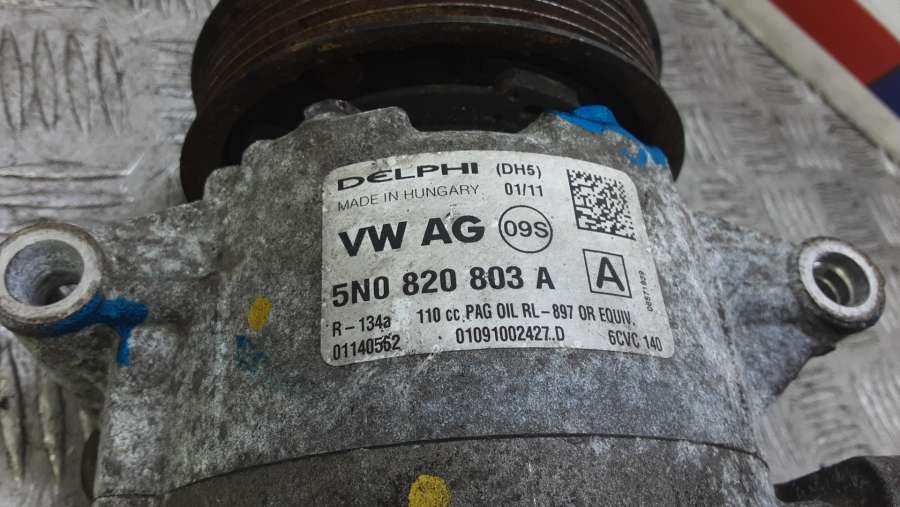 DELPHI (DH5)
MADE IN HUNGARY 01/11
VW AG 09S
5N0 820 803 A A
R-134a 110 cc PAG OIL RL-897 OR EQUIV.
01140552 01091002427..D 6CVC 140